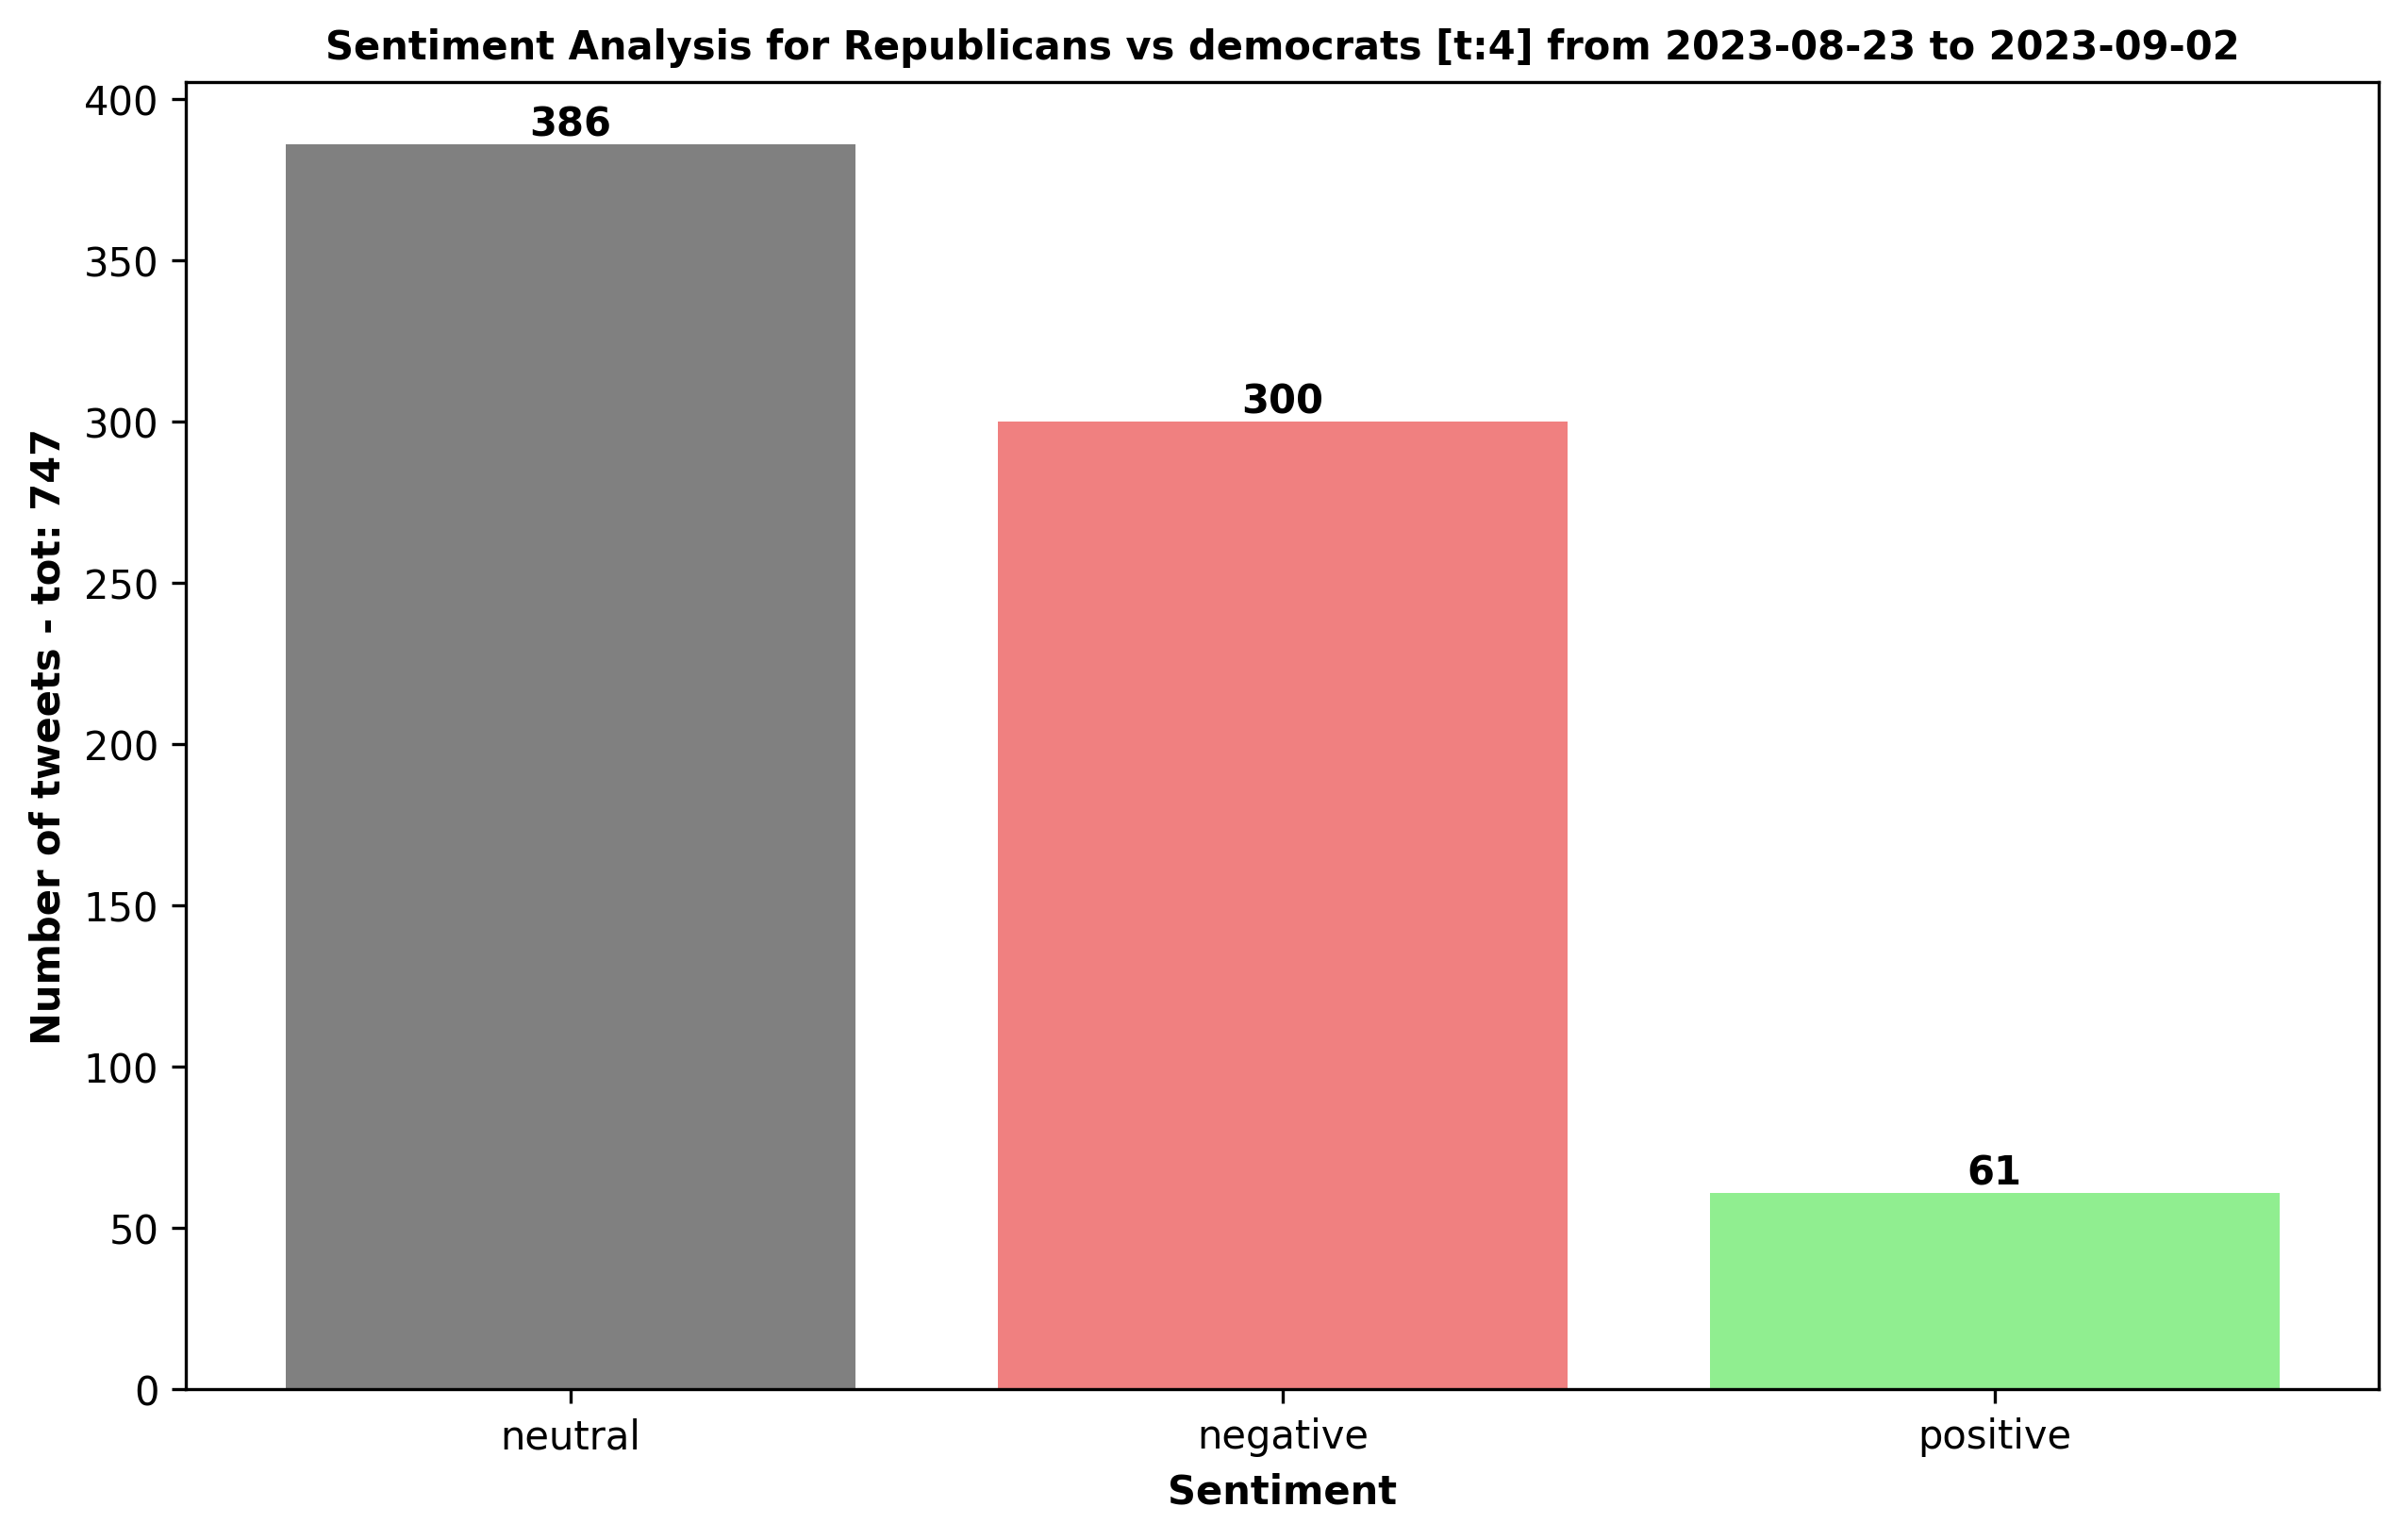 Sentiment Analysis for Republicans vs democrats [t:4] from 2023-08-23 to 2023-09-02
Number of tweets - tot: 747
400
350
300
250
200
150
100
50
0
386
300
61
neutral
negative
positive
Sentiment